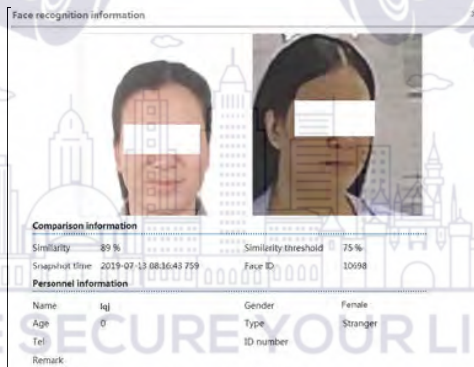 Face recognition information
Comparison information
Similarity 89 % Similarity threshold 75 %
Snapshot time 2019-07-13 08:16:43 759 Face ID 10698
Personnel information
Name lqj Gender Female
Age 0 Type Stranger
Tel ID number
Remark
SECURE YOUR LI